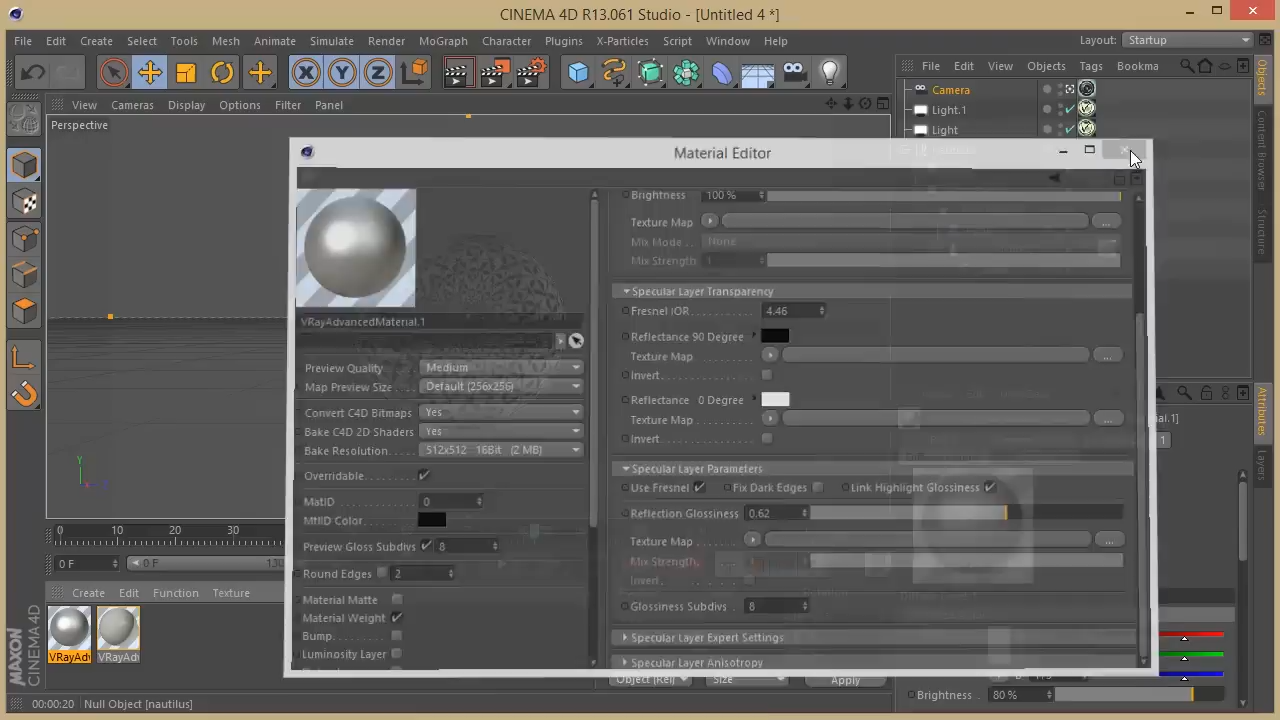 CINEMA 4D R13.061 Studio - [Untitled 4 *]
File Edit Create Select Tools Mesh Animate Simulate Render MoGraph Character Plugins X-Particles Script Window Help Layout: Startup
File Edit View Objects Tags Bookma
View Cameras Display Options Filter Panel
Perspective
Camera
Light.1
Light
Objects
Content Browser
Structure
Material Editor
Brightness 100 %
Texture Map ...
Mix Mode . . None
Mix Strength 1
Specular Layer Transparency
Fresnel IOR. 4.46
Reflectance 90 Degree
Texture Map ...
Invert
Reflectance 0 Degree
Texture Map ...
Invert
Specular Layer Parameters
Use Fresnel Fix Dark Edges Link Highlight Glossiness
Reflection Glossiness 0.62
Texture Map ...
Mix Strength
Invert
Glossiness Subdivs 8
Specular Layer Expert Settings
Specular Layer Anisotropy
VRayAdvancedMaterial.1
Preview Quality Medium
Map Preview Size Default (256x256)
Convert C4D Bitmaps Yes
Bake C4D 2D Shaders Yes
Bake Resolution 512x512 16Bit (2 MB)
Overridable
MatID 0
MtlID Color
Preview Gloss Subdivs 8
Round Edges 2
Material Matte
Material Weight
Bump
Luminosity Layer
Attributes
Layers
Y
0 10 20 30
0 F 0 F
Create Edit Function Texture
VRayAdv VRayAdv
MAXON CINEMA 4D
Object (Rel) Size Apply
Brightness 80 %
00:00:20 Null Object [nautilus]